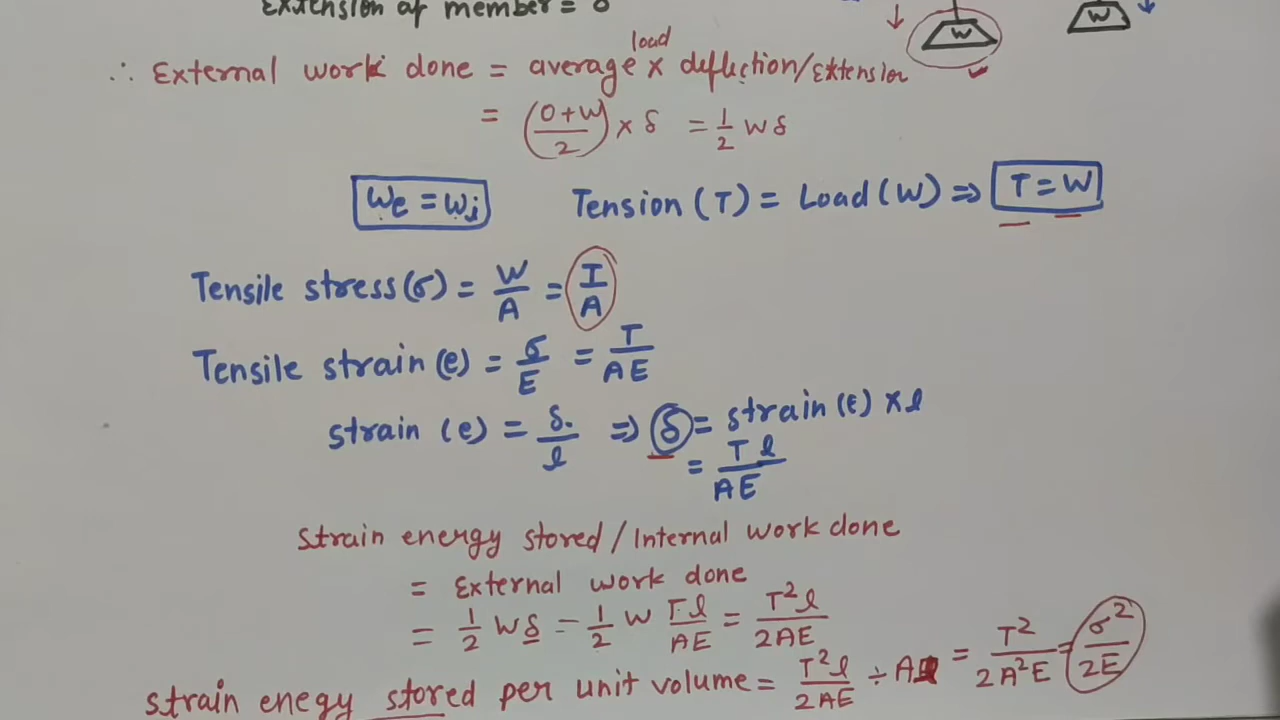 Extension of member = δ
W W
∴ External work done = average load × deflection/extension
= (0+W/2) × δ = 1/2 Wδ
We = Wi Tension (T) = Load (W) ⇒ T = W
Tensile stress (σ) = W/A = T/A
Tensile strain (e) = σ/E = T/AE
strain (e) = δ/l ⇒ δ = strain (E) × l
= Tl/AE
strain energy stored / Internal work done
= External work done
= 1/2 Wδ = 1/2 W Tl/AE = T²l/2AE
strain enegy stored per unit volume = T²l/2AE ÷ Al = T²/2A²E = σ²/2E